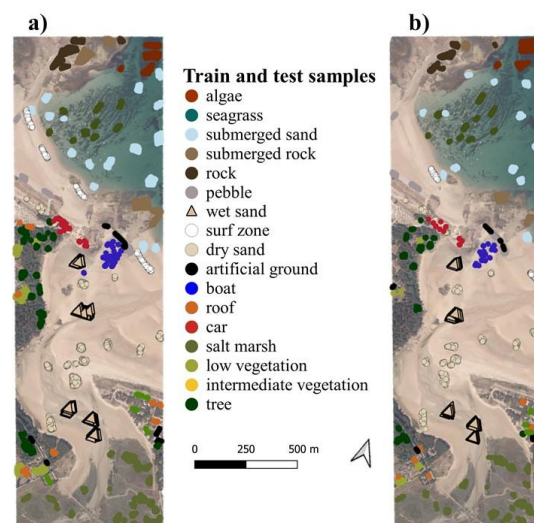 a)
b)
Train and test samples
algae
seagrass
submerged sand
submerged rock
rock
pebble
wet sand
surf zone
dry sand
artificial ground
boat
roof
car
salt marsh
low vegetation
intermediate vegetation
tree
0 250 500 m